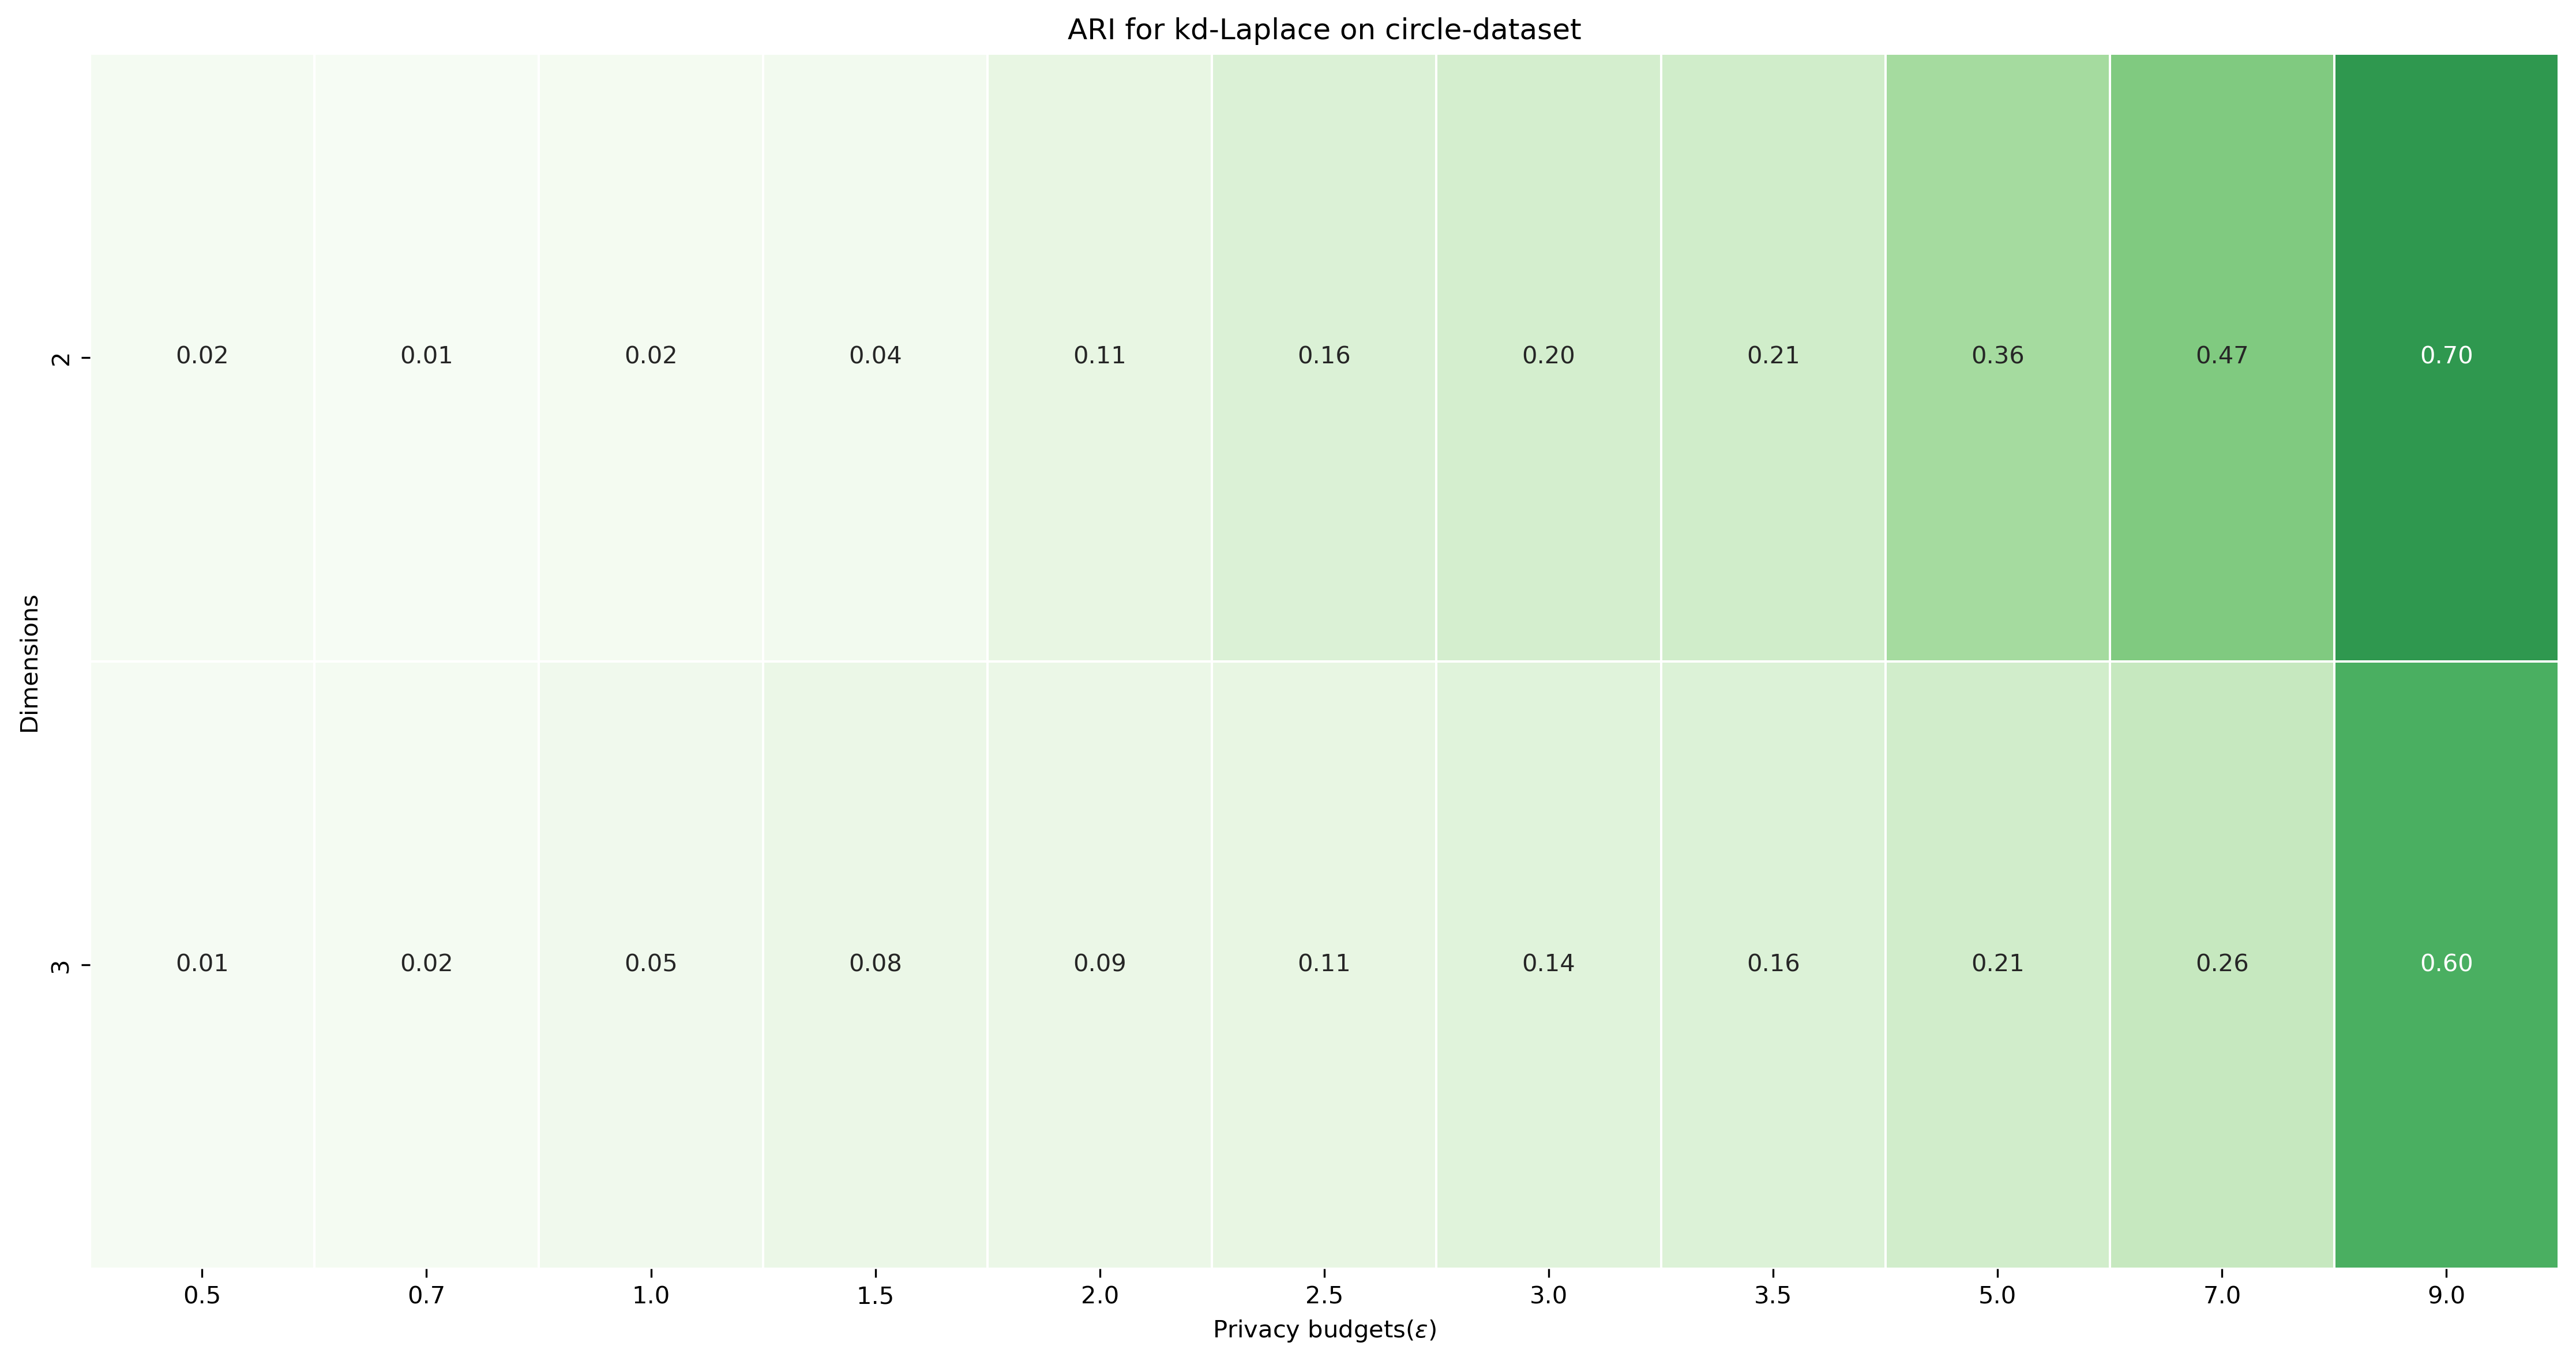 ARI for kd-Laplace on circle-dataset
Dimensions
2
0.02 0.01 0.02 0.04 0.11 0.16 0.20 0.21 0.36 0.47 0.70
3
0.01 0.02 0.05 0.08 0.09 0.11 0.14 0.16 0.21 0.26 0.60
0.5 0.7 1.0 1.5 2.0 2.5 3.0 3.5 5.0 7.0 9.0
Privacy budgets(ε)